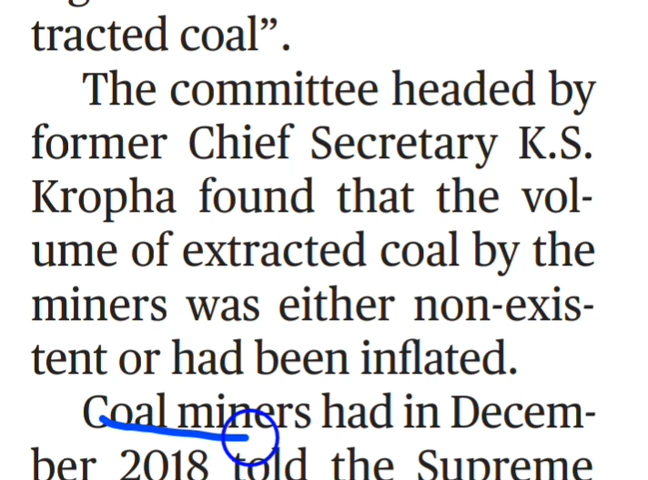 tracted coal”.
The committee headed by
former Chief Secretary K.S.
Kropha found that the vol-
ume of extracted coal by the
miners was either non-exis-
tent or had been inflated.
Coal miners had in Decem-
ber 2018 told the Supreme